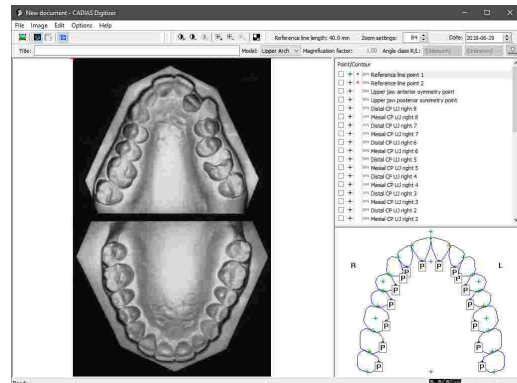 New document - CADIAS Digitizer
File Image Edit Options Help
Reference line length: 40.0 mm Zoom settings: 84 Date: 2018-06-29
Title: Model: Upper Arch Magnification factor: 1.00 Angle class R/L: (Unknown) (Unknown)
Point/Contour
Reference line point 1
Reference line point 2
Upper jaw anterior symmetry point
Upper jaw posterior symmetry point
Distal CP UJ right 8
Mesial CP UJ right 8
Distal CP UJ right 7
Mesial CP UJ right 7
Distal CP UJ right 6
Mesial CP UJ right 6
Distal CP UJ right 5
Mesial CP UJ right 5
Distal CP UJ right 4
Mesial CP UJ right 4
Distal CP UJ right 3
Mesial CP UJ right 3
Distal CP UJ right 2
Mesial CP UJ right 2
R L
P P P P
P P
P P
P P
P P
P P
P P
Ready